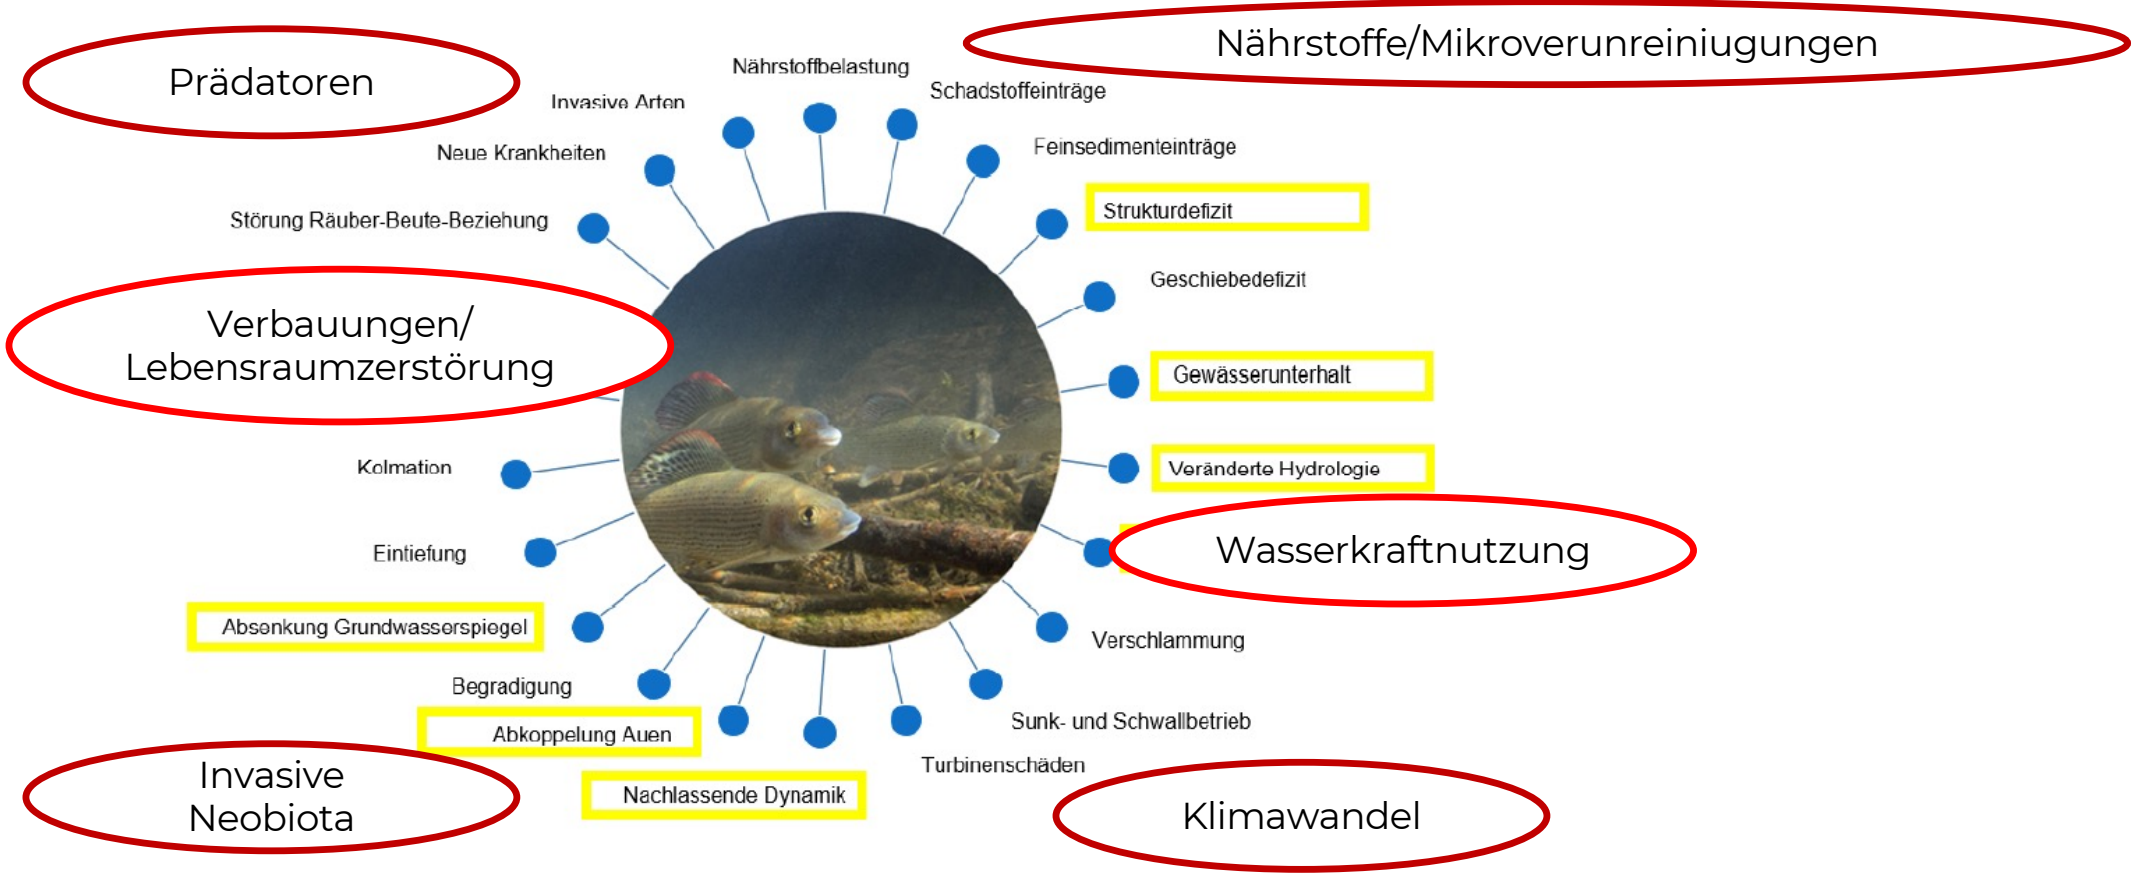 Nährstoffe/Mikroverunreiniugungen
Prädatoren
Nährstoffbelastung
Schadstoffeinträge
Invasive Arten
Feinsedimenteinträge
Neue Krankheiten
Strukturdefizit
Störung Räuber-Beute-Beziehung
Geschiebedefizit
Verbauungen/
Lebensraumzerstörung
Gewässerunterhalt
Kolmation
Veränderte Hydrologie
Eintiefung
Wasserkraftnutzung
Absenkung Grundwasserspiegel
Verschlammung
Begradigung
Sunk- und Schwallbetrieb
Abkoppelung Auen
Turbinenschäden
Invasive
Neobiota
Nachlassende Dynamik
Klimawandel